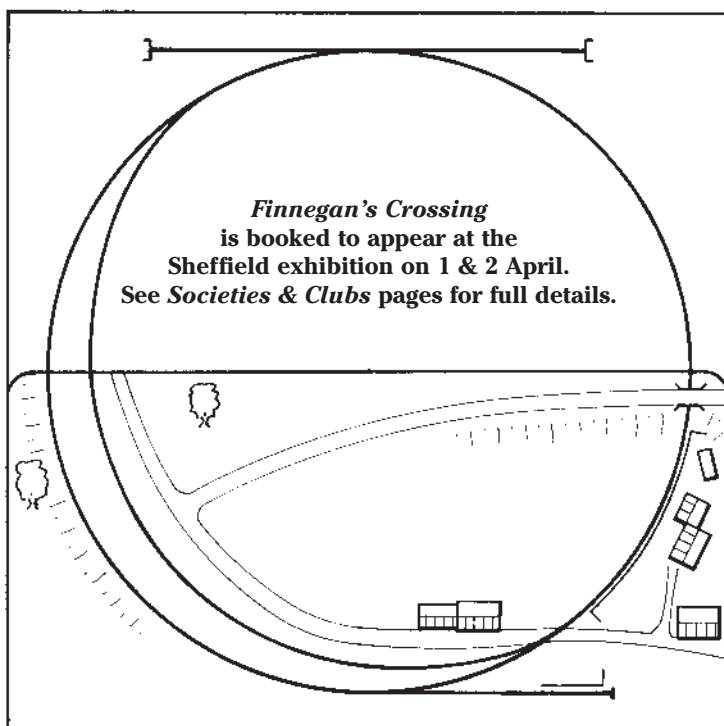 Finnegan's Crossing
is booked to appear at the
Sheffield exhibition on 1 & 2 April.
See Societies & Clubs pages for full details.